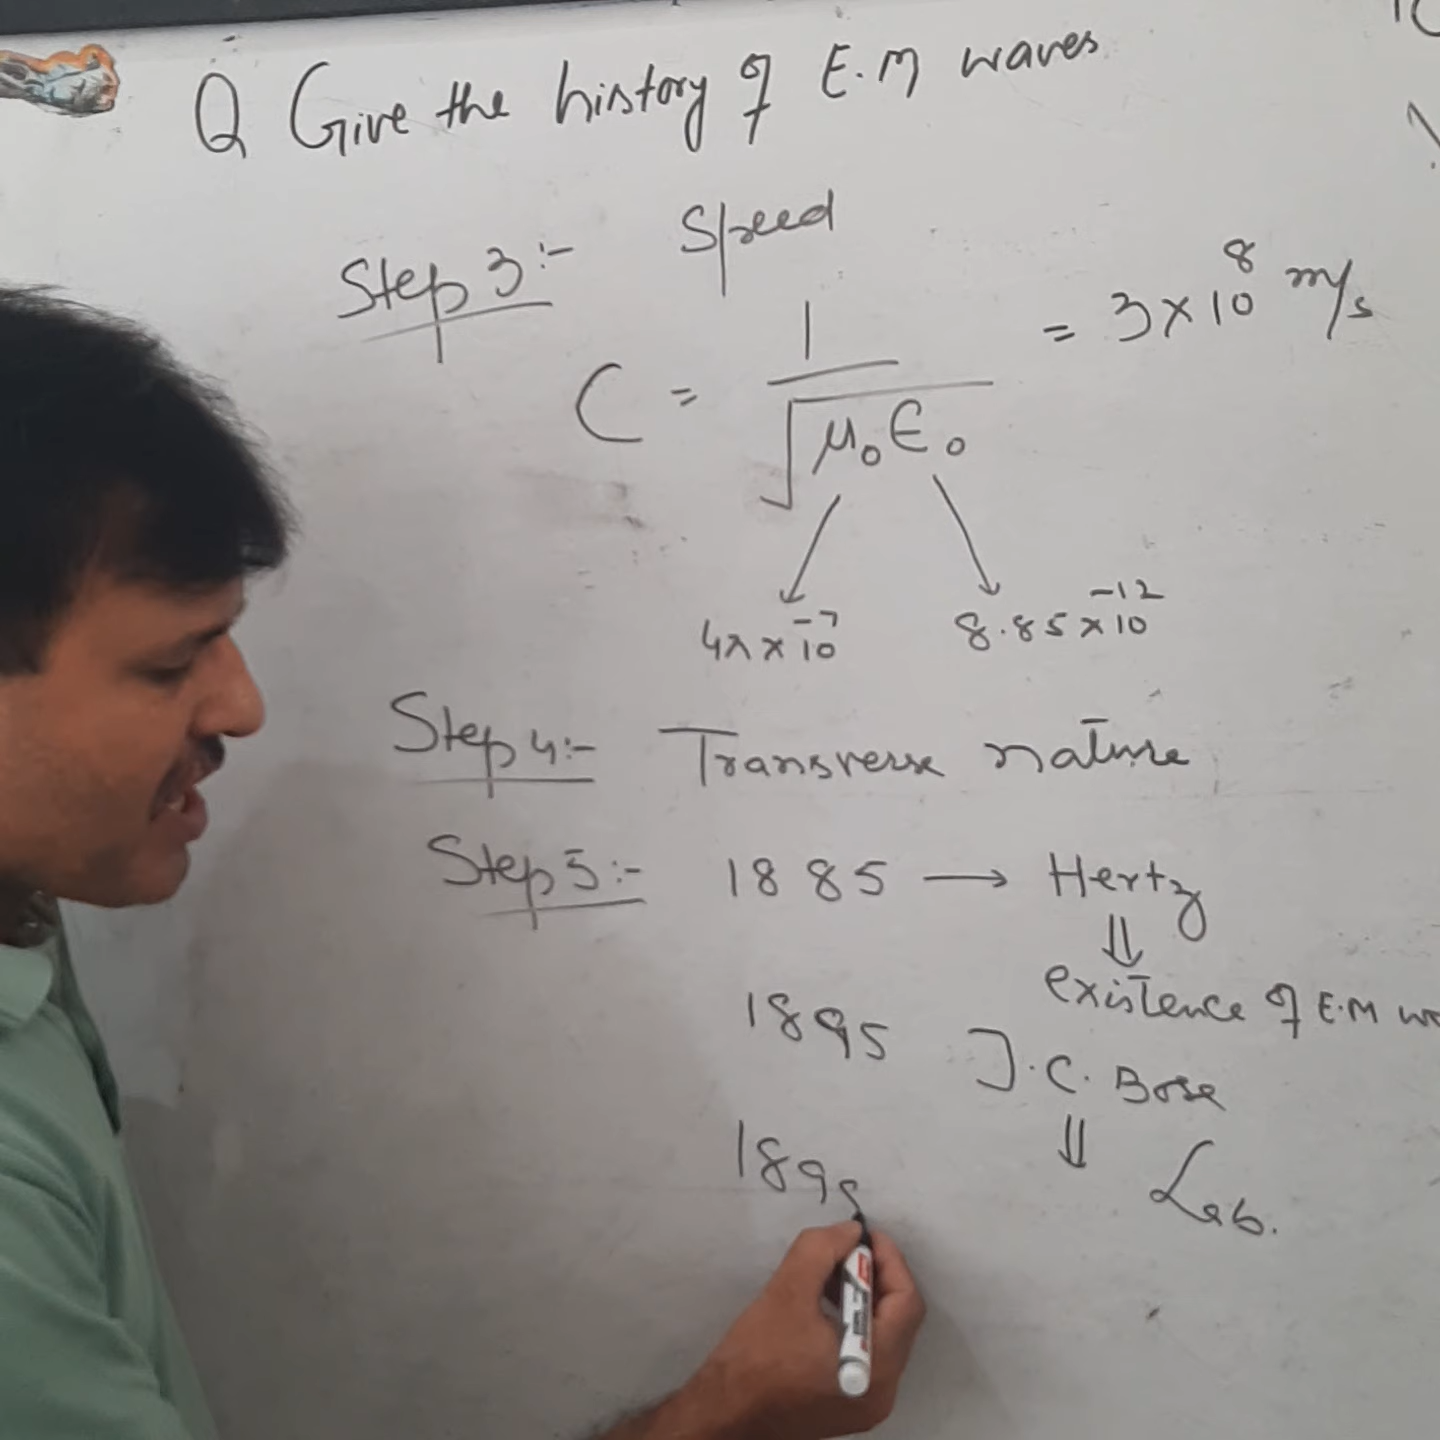 Q Give the history of E.M waves
Step 3:- Speed
C = 1 / √μ₀ε₀ = 3×10⁸ m/s
4π×10⁻⁷ 8.85×10⁻¹²
Step 4:- Transverse nature
Step 5:- 1885 → Hertz
⇓
existence of E.M
1895 J.C. Bose
⇓ Lab.
189